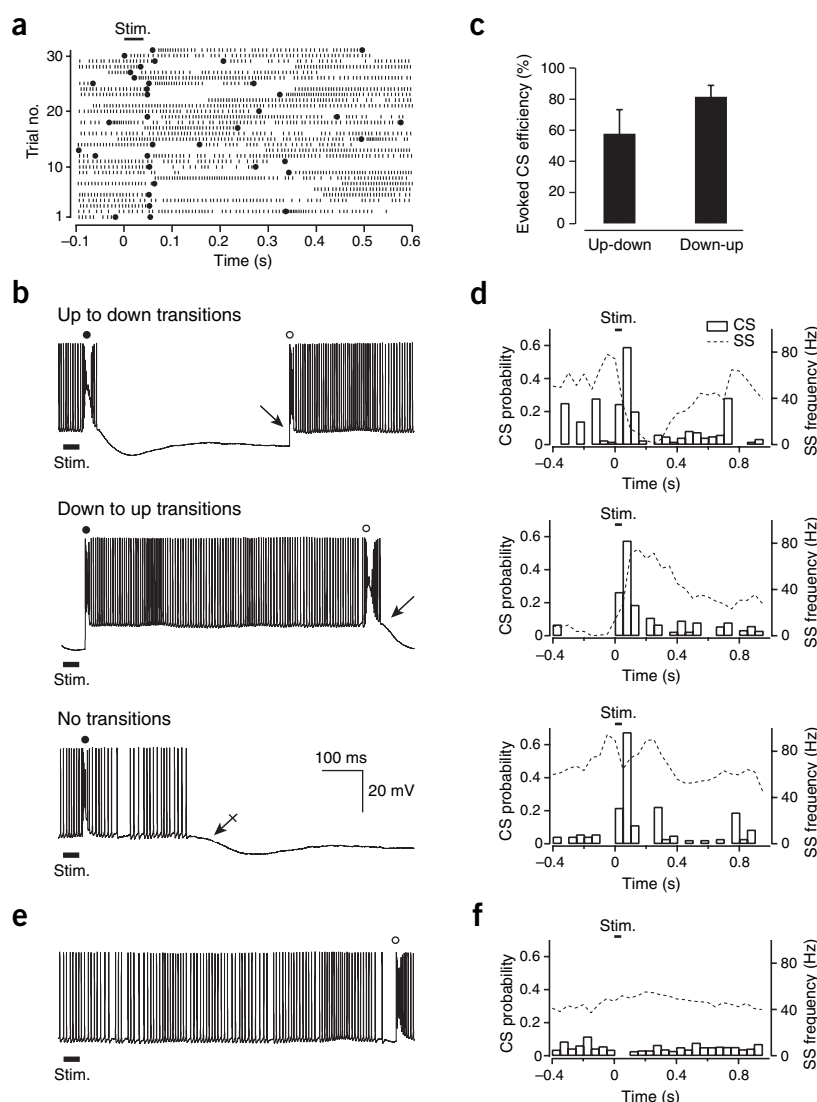 a
Stim.
30
20
10
1
Trial no.
–0.1 0 0.1 0.2 0.3 0.4 0.5 0.6
Time (s)
c
100
80
60
40
20
0
Evoked CS efficiency (%)
Up-down Down-up
b
Up to down transitions
Stim.
Down to up transitions
Stim.
No transitions
100 ms
20 mV
Stim.
d
Stim.
CS
SS
0.6
0.4
0.2
0
CS probability
80
40
0
SS frequency (Hz)
–0.4 0 0.4 0.8
Time (s)
Stim.
0.6
0.4
0.2
0
CS probability
80
40
0
SS frequency (Hz)
–0.4 0 0.4 0.8
Time (s)
Stim.
0.6
0.4
0.2
0
CS probability
80
40
0
SS frequency (Hz)
–0.4 0 0.4 0.8
Time (s)
e
Stim.
f
Stim.
0.6
0.4
0.2
0
CS probability
80
40
0
SS frequency (Hz)
–0.4 0 0.4 0.8
Time (s)